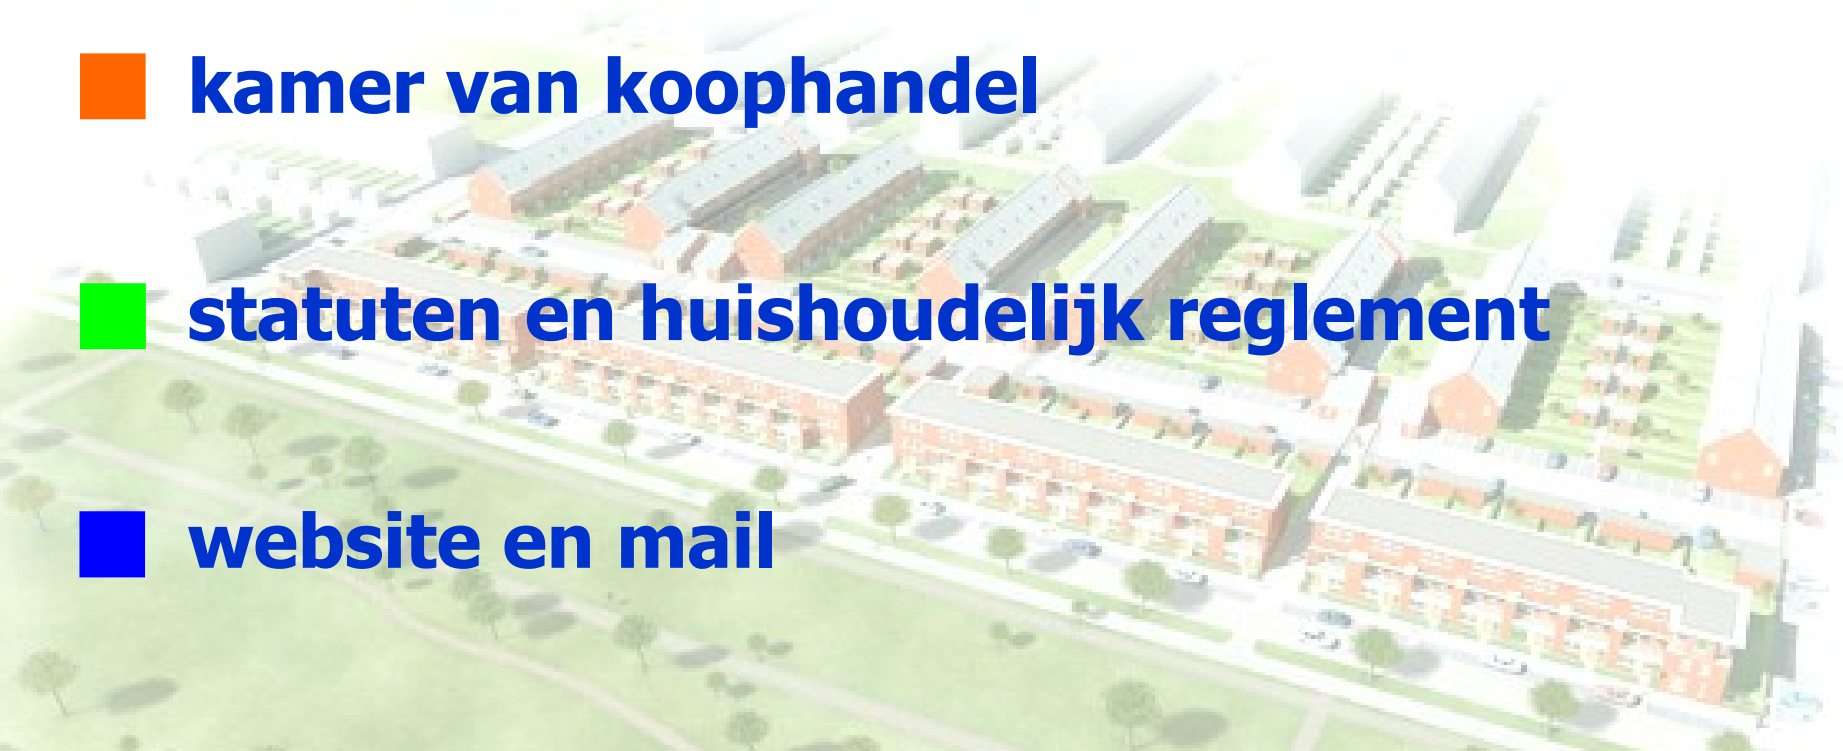 kamer van koophandel
statuten en huishoudelijk reglement
website en mail